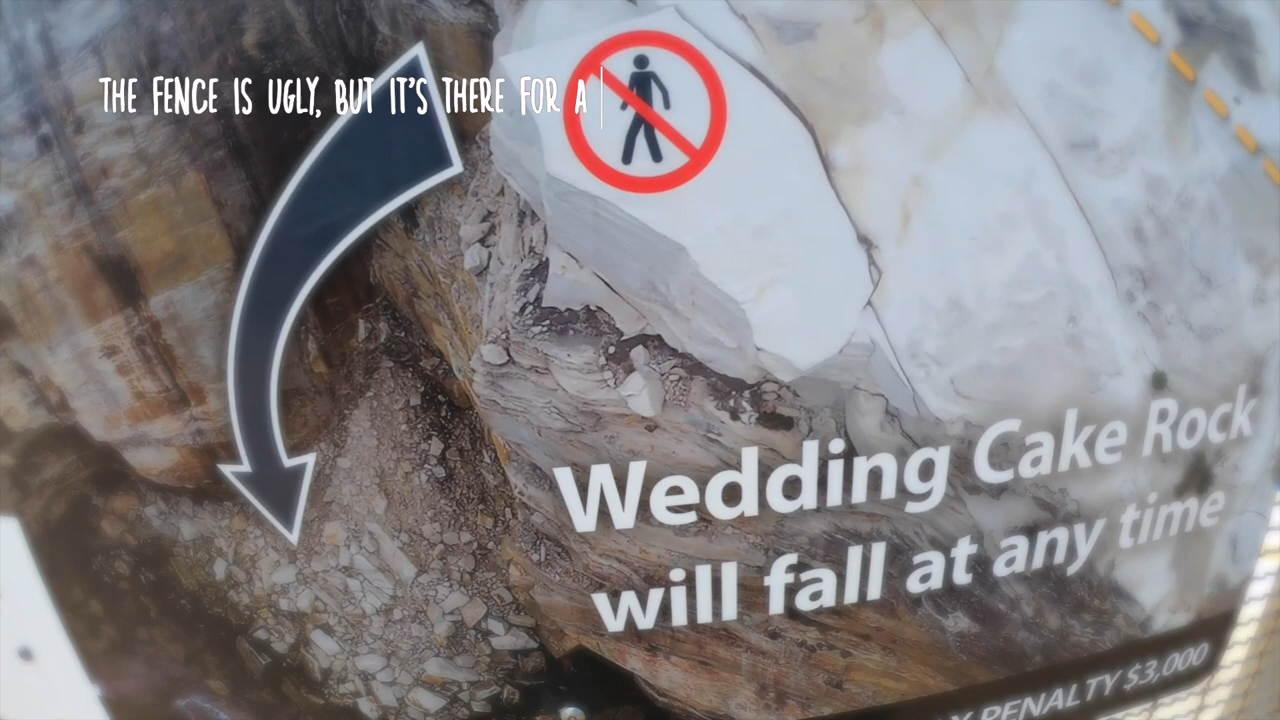 THE FENCE IS UGLY, BUT IT'S THERE FOR A
Wedding Cake Rock
will fall at any time
PENALTY $3,000